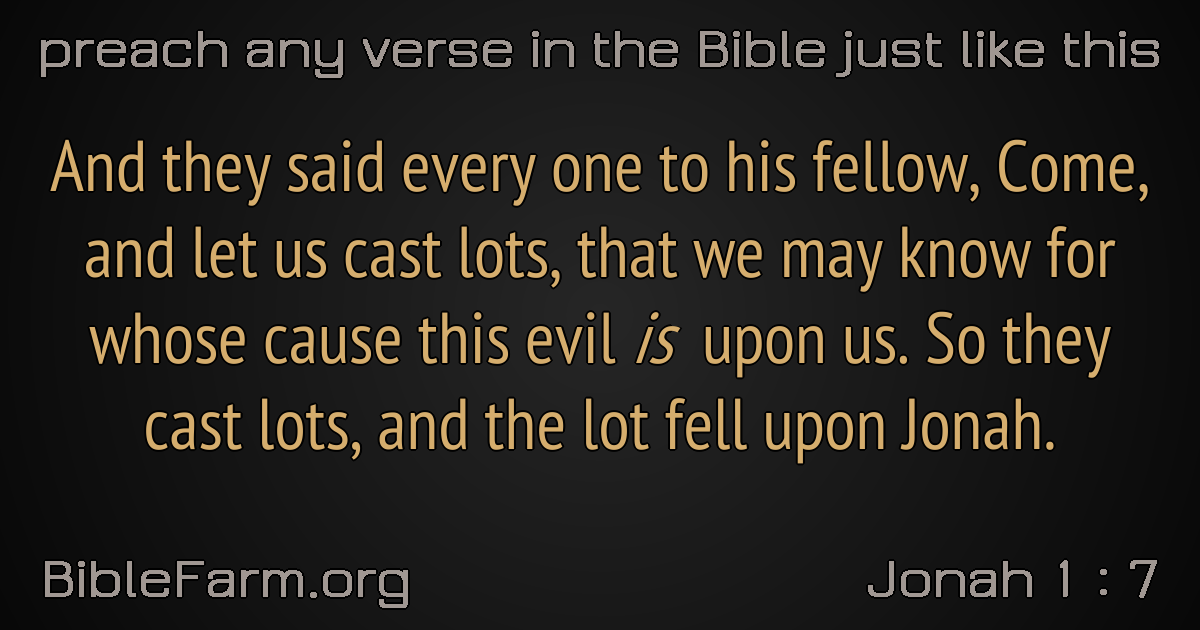 preach any verse in the Bible just like this
And they said every one to his fellow, Come,
and let us cast lots, that we may know for
whose cause this evil is upon us. So they
cast lots, and the lot fell upon Jonah.
BibleFarm.org
Jonah 1 : 7